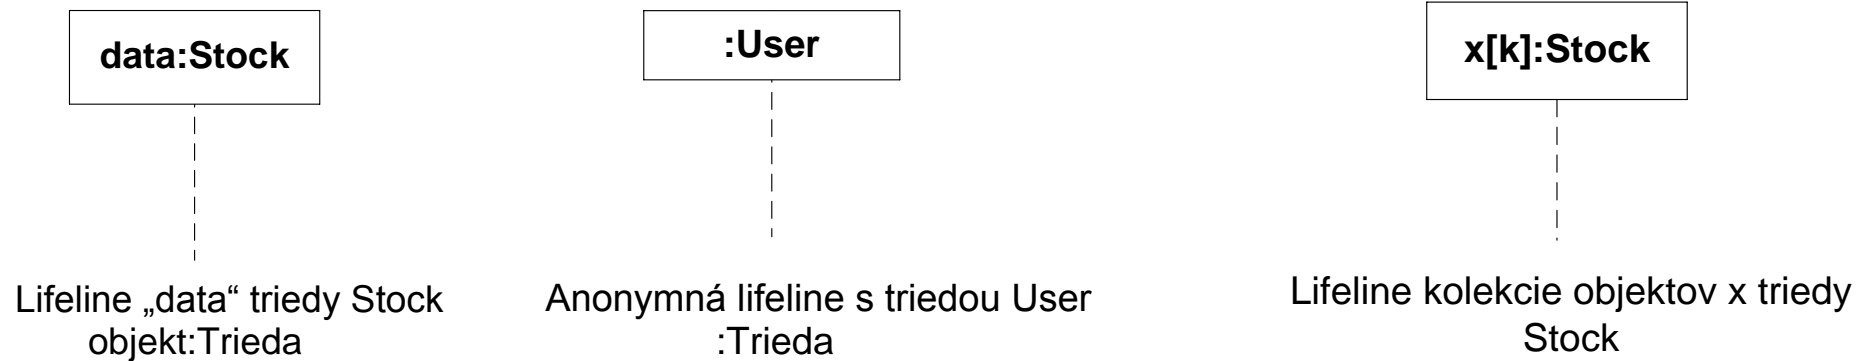 data:Stock
:User
x[k]:Stock
Lifeline „data“ triedy Stock
objekt:Trieda
Anonymná lifeline s triedou User
:Trieda
Lifeline kolekcie objektov x triedy
Stock